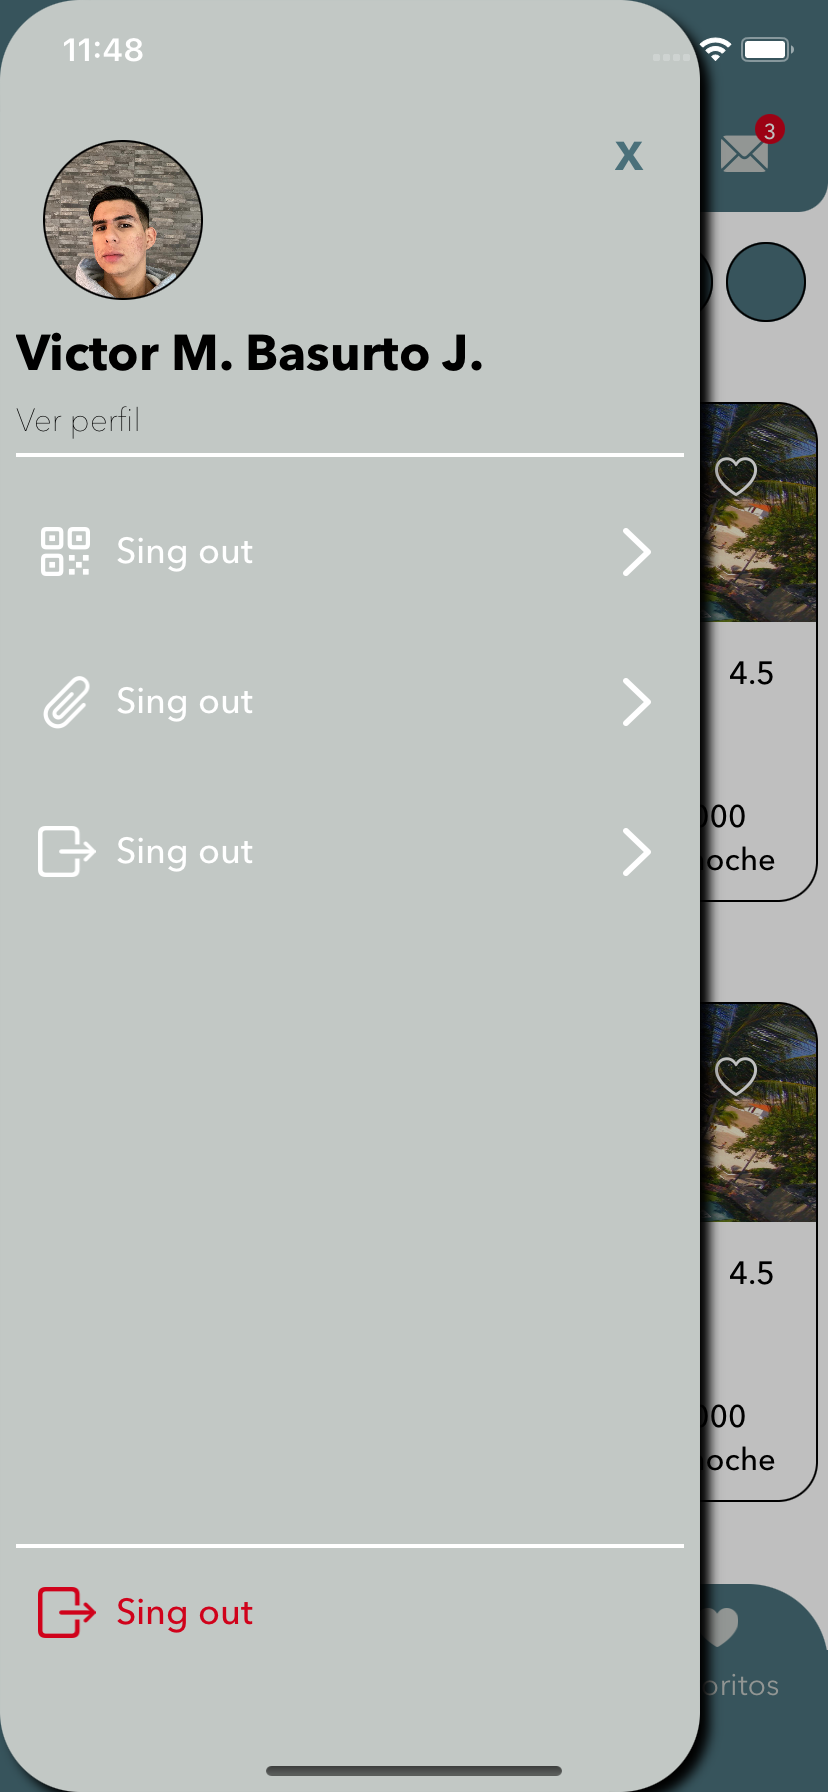 11:48
X
3
Victor M. Basurto J.
Ver perfil
Sing out
Sing out
4.5
000
Sing out
noche
4.5
000
noche
Sing out
oritos